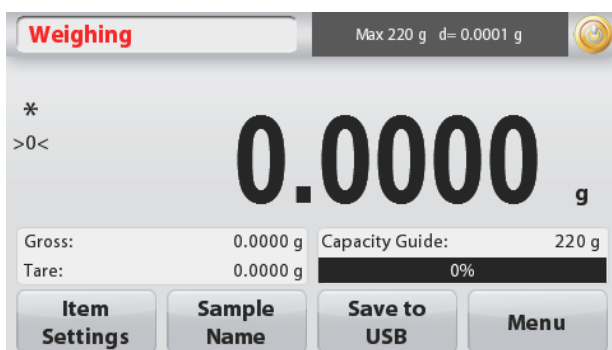 Weighing
Max 220 g d= 0.0001 g
*
>0<
0.0000 g
Gross: 0.0000 g
Tare: 0.0000 g
Capacity Guide: 220 g
0%
Item Settings
Sample Name
Save to USB
Menu